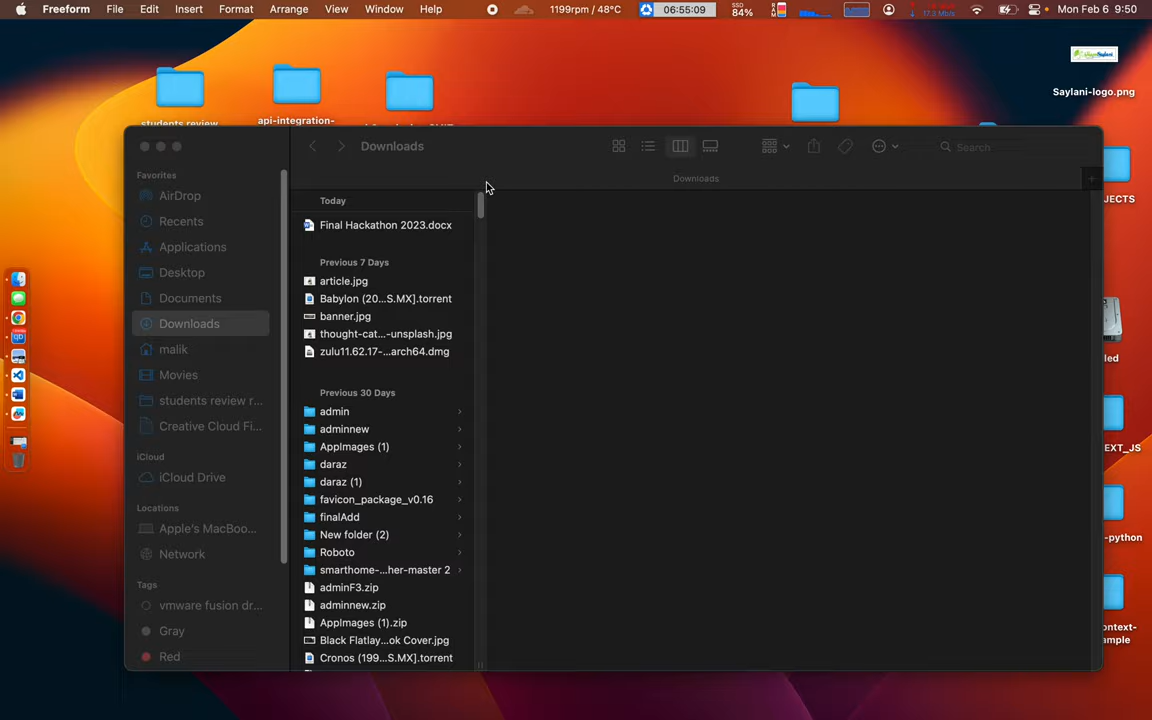 Freeform File Edit Insert Format Arrange View Window Help 1199rpm / 48°C 06:55:09 SSD 84% 17.3 Mb/s Mon Feb 6 9:50
Saylani-logo.png
students review
api-integration-
Downloads
Search
Downloads
Favorites
AirDrop
Recents
Applications
Desktop
Documents
Downloads
malik
Movies
students review r...
Creative Cloud Fi...
iCloud
iCloud Drive
Locations
Apple's MacBoo...
Network
Tags
vmware fusion dr...
Gray
Red
Today
Final Hackathon 2023.docx
Previous 7 Days
article.jpg
Babylon (20...S.MX].torrent
banner.jpg
thought-cat...-unsplash.jpg
zulu11.62.17-...arch64.dmg
Previous 30 Days
admin
adminnew
AppImages (1)
daraz
daraz (1)
favicon_package_v0.16
finalAdd
New folder (2)
Roboto
smarthome-...her-master 2
adminF3.zip
adminnew.zip
AppImages (1).zip
Black Flatlay...ok Cover.jpg
Cronos (199...S.MX].torrent
JECTS
led
EXT_JS
-python
ontext-
ample